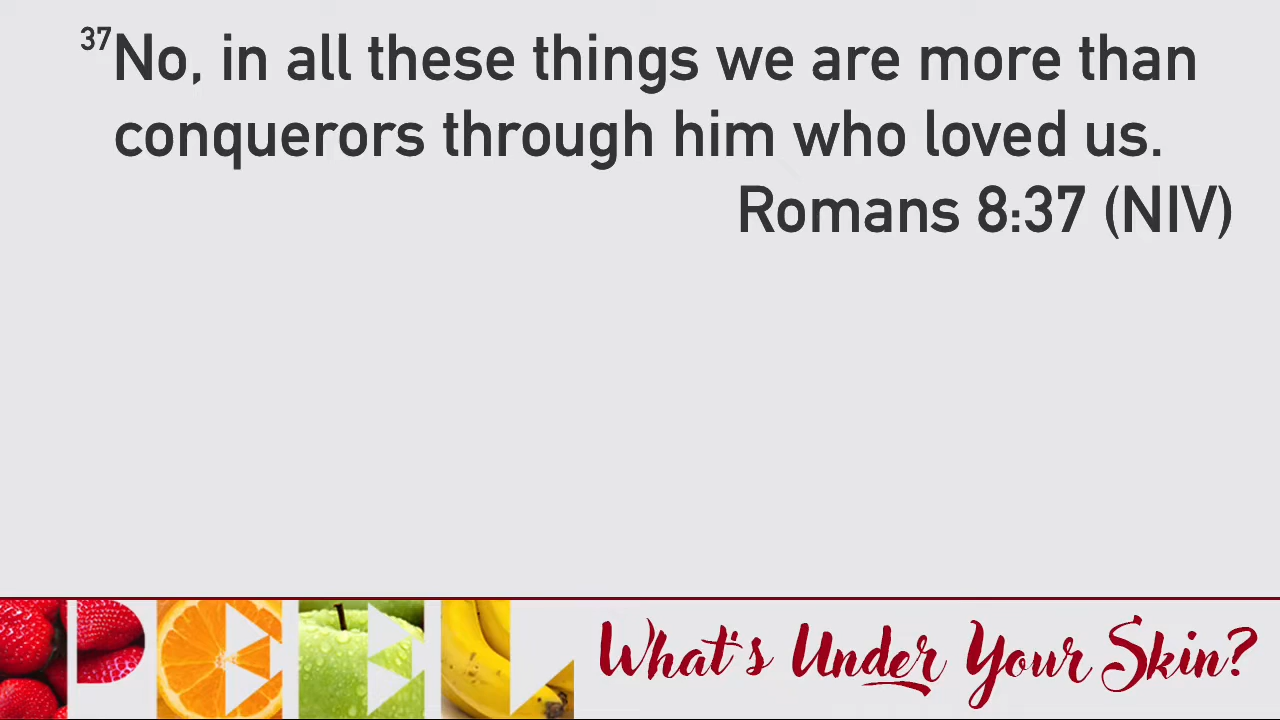 37No, in all these things we are more than
conquerors through him who loved us.
Romans 8:37 (NIV)
PEEL What's Under Your Skin?